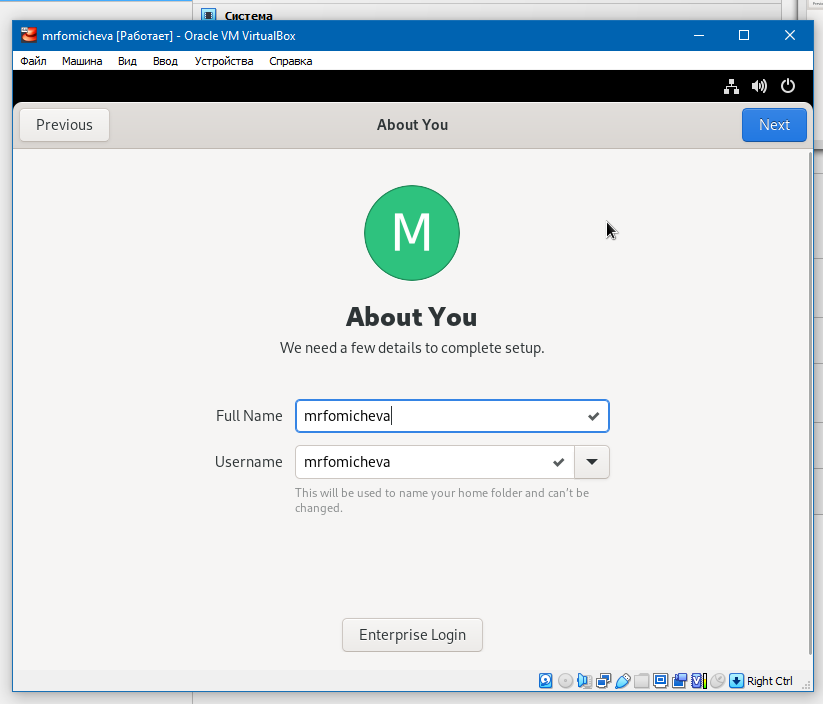 Система
mrfomicheva [Работает] - Oracle VM VirtualBox
Файл Машина Вид Ввод Устройства Справка
Previous About You Next
M
About You
We need a few details to complete setup.
Full Name mrfomicheva
Username mrfomicheva
This will be used to name your home folder and can't be
changed.
Enterprise Login
Right Ctrl